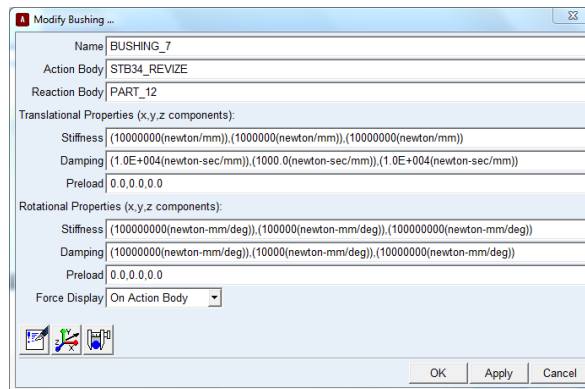 Modify Bushing ...
Name BUSHING_7
Action Body STB34_REVIZE
Reaction Body PART_12
Translational Properties (x,y,z components):
Stiffness (10000000(newton/mm)),(1000000(newton/mm)),(10000000(newton/mm))
Damping (1.0E+004(newton-sec/mm)),(1000.0(newton-sec/mm)),(1.0E+004(newton-sec/mm))
Preload 0.0,0.0,0.0
Rotational Properties (x,y,z components):
Stiffness (100000000(newton-mm/deg)),(100000(newton-mm/deg)),(100000000(newton-mm/deg))
Damping (10000000(newton-mm/deg)),(10000(newton-mm/deg)),(10000000(newton-mm/deg))
Preload 0.0,0.0,0.0
Force Display On Action Body
OK Apply Cancel